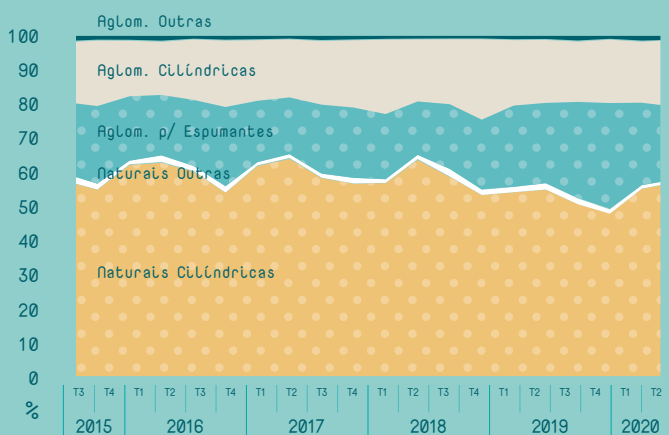 Aglom. Outras
100
90
Aglom. Cilíndricas
80
Aglom. p/ Espumantes
70
60
Naturais Outras
50
40
30
Naturais Cilíndricas
20
10
0
T3 T4 T1 T2 T3 T4 T1 T2 T3 T4 T1 T2 T3 T4 T1 T2 T3 T4 T1 T2
%
2015 2016 2017 2018 2019 2020